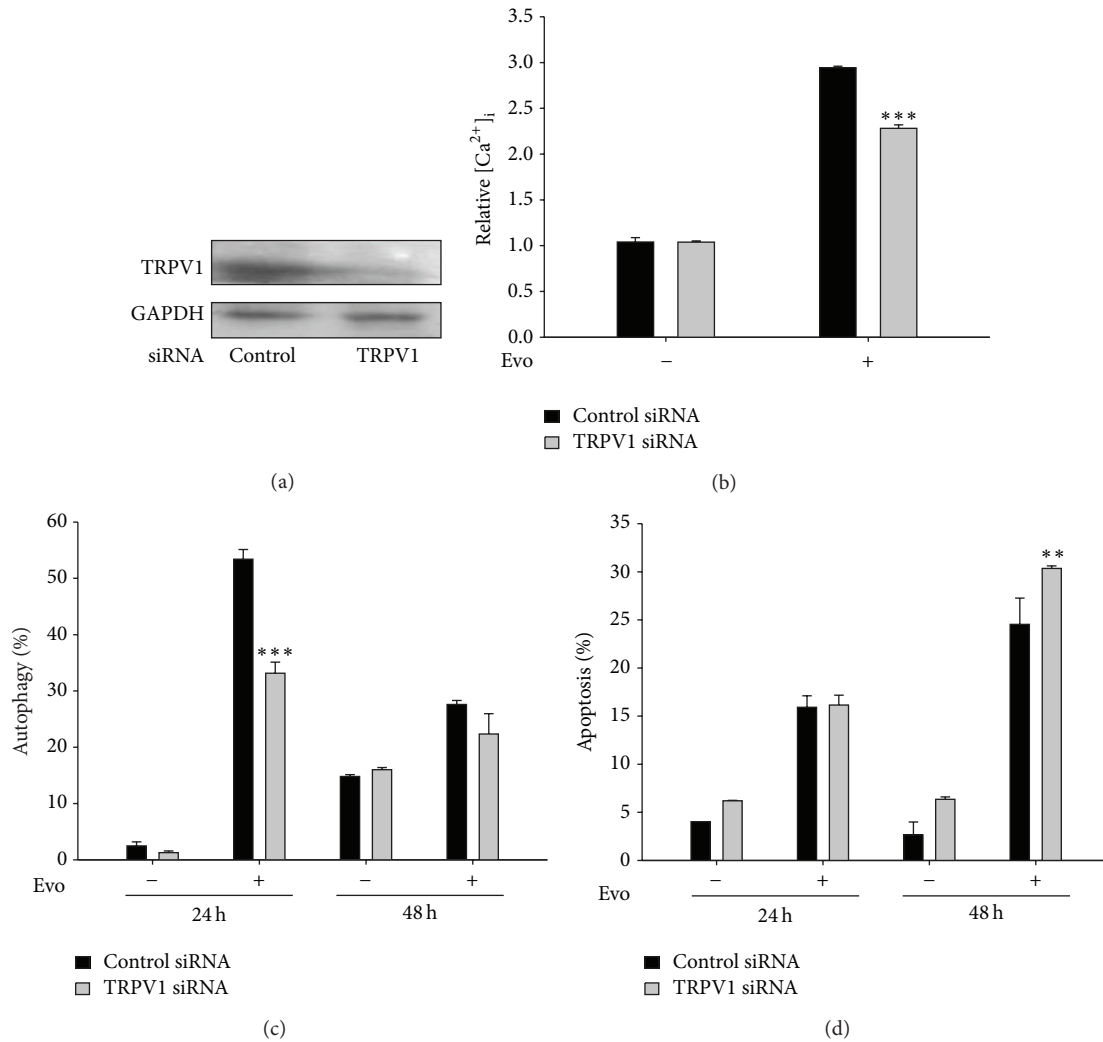 TRPV1
GAPDH
siRNA Control TRPV1
(a)
Relative [Ca²⁺]ᵢ
3.5
3.0
2.5
2.0
1.5
1.0
0.5
0.0
***
Evo − +
Control siRNA
TRPV1 siRNA
(b)
Autophagy (%)
60
50
40
30
20
10
0
***
Evo − + − +
24 h 48 h
Control siRNA
TRPV1 siRNA
(c)
Apoptosis (%)
35
30
25
20
15
10
5
0
**
Evo − + − +
24 h 48 h
Control siRNA
TRPV1 siRNA
(d)